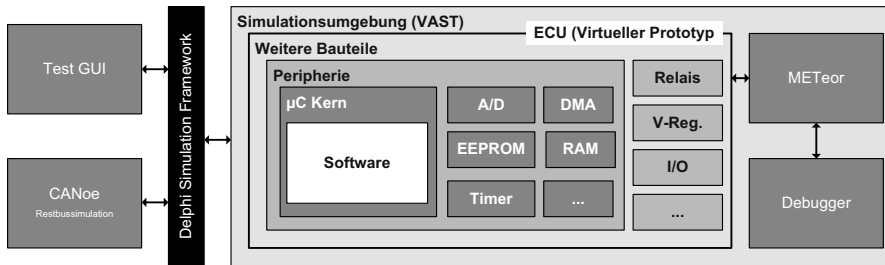 Test GUI
CANoe
Restbussimulation
Delphi Simulation Framework
Simulationsumgebung (VAST)
ECU (Virtueller Prototyp
Weitere Bauteile
Peripherie
µC Kern
Software
A/D
DMA
EEPROM
RAM
Timer
...
Relais
V-Reg.
I/O
...
METeor
Debugger